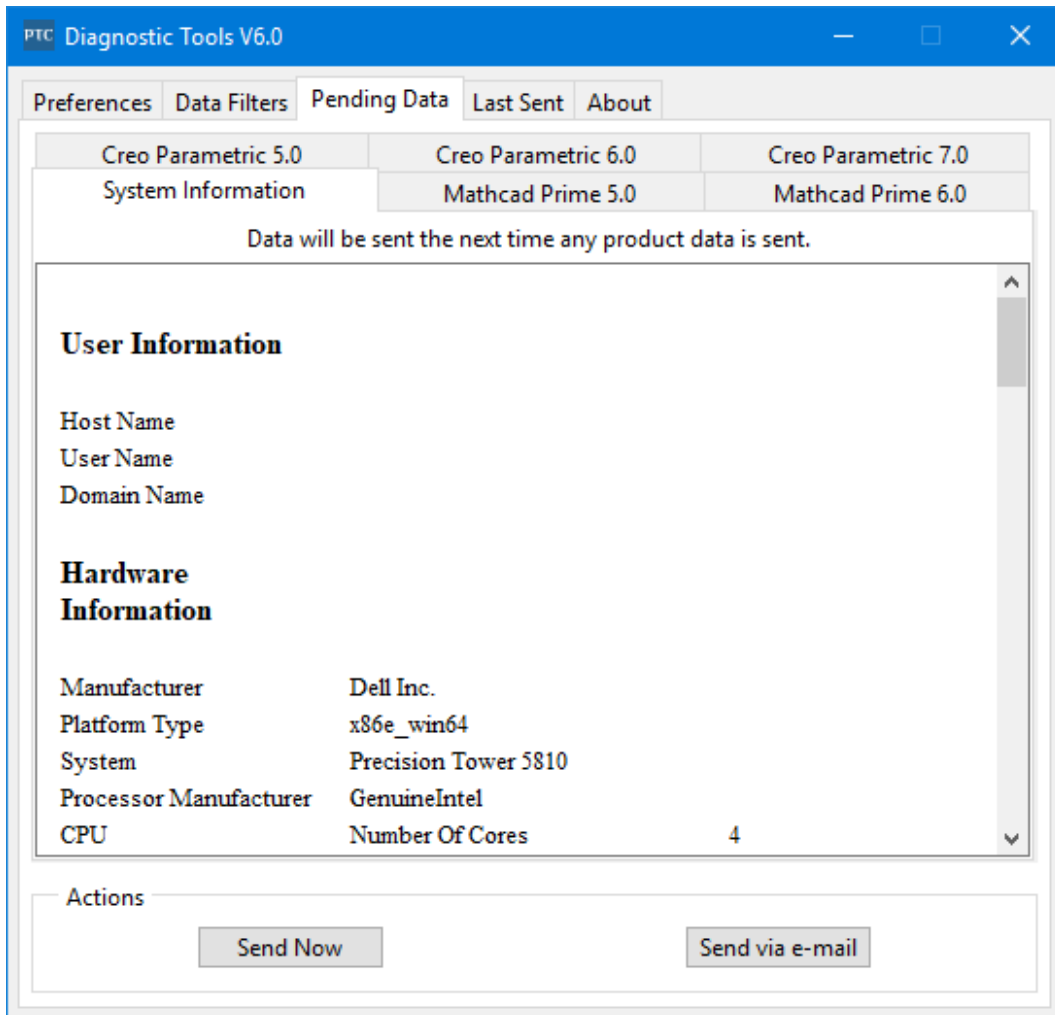 PTC Diagnostic Tools V6.0
Preferences Data Filters Pending Data Last Sent About
Creo Parametric 5.0 Creo Parametric 6.0 Creo Parametric 7.0
System Information Mathcad Prime 5.0 Mathcad Prime 6.0
Data will be sent the next time any product data is sent.
User Information
Host Name
User Name
Domain Name
Hardware
Information
Manufacturer Dell Inc.
Platform Type x86e_win64
System Precision Tower 5810
Processor Manufacturer GenuineIntel
CPU Number Of Cores 4
Actions
Send Now Send via e-mail